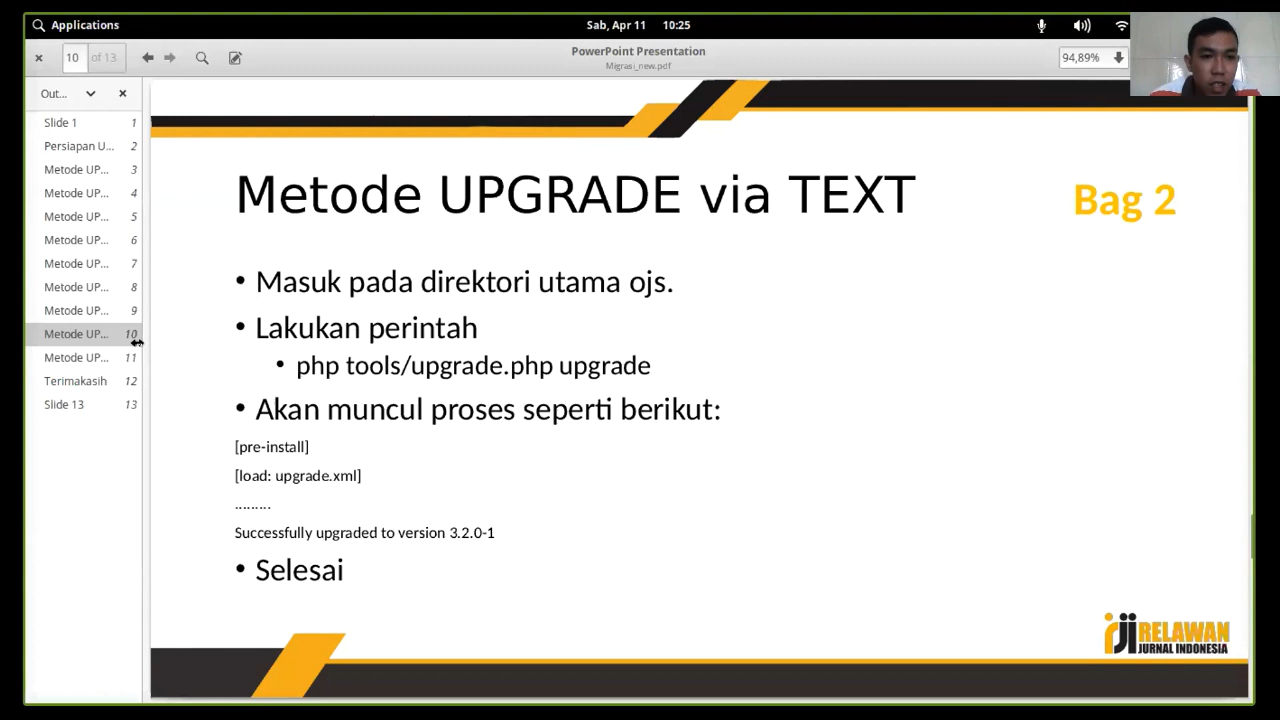 Applications
Sab, Apr 11 10:25
10 of 13
PowerPoint Presentation
Migrasi_new.pdf
94,89%
Out...
Slide 1 1
Persiapan U... 2
Metode UP... 3
Metode UP... 4
Metode UP... 5
Metode UP... 6
Metode UP... 7
Metode UP... 8
Metode UP... 9
Metode UP... 10
Metode UP... 11
Terimakasih 12
Slide 13 13
Metode UPGRADE via TEXT
Bag 2
• Masuk pada direktori utama ojs.
• Lakukan perintah
• php tools/upgrade.php upgrade
• Akan muncul proses seperti berikut:
[pre-install]
[load: upgrade.xml]
.........
Successfully upgraded to version 3.2.0-1
• Selesai
rji RELAWAN
JURNAL INDONESIA